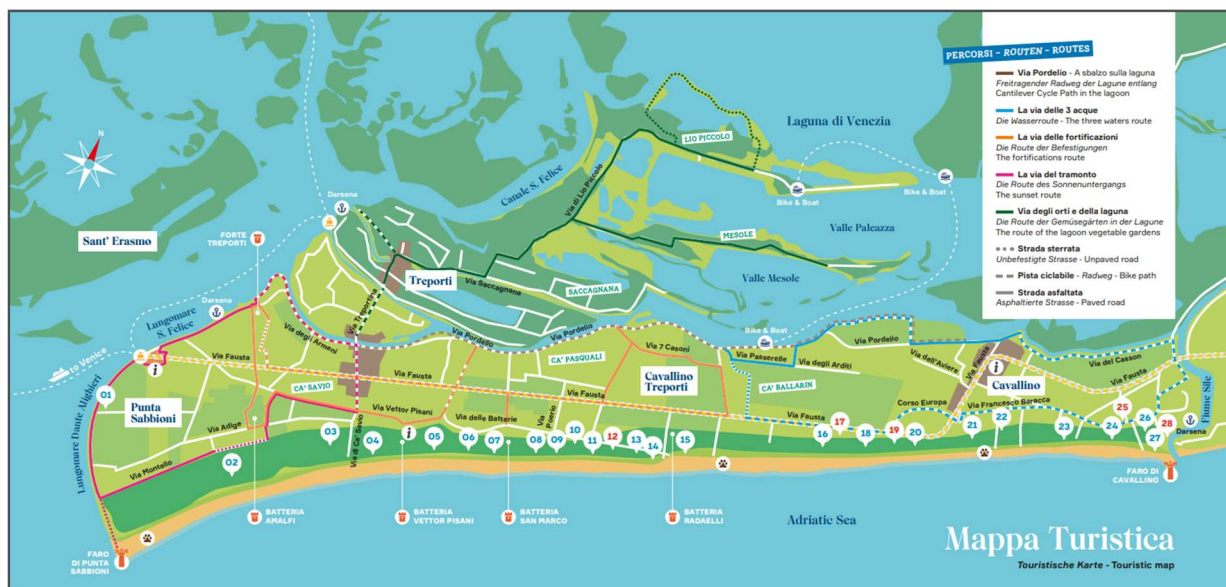 PERCORSI - ROUTEN - ROUTES
Via Pordelio - A sbalzo sulla laguna
Freitragender Radweg der Lagune entlang
Cantilever Cycle Path in the lagoon
La via delle 3 acque
Die Wasserroute - The three waters route
La via delle fortificazioni
Die Route der Befestigungen
The fortifications route
La via del tramonto
Die Route des Sonnenuntergangs
The sunset route
Via degli orti e della laguna
Die Route der Gemüsegärten in der Lagune
The route of the lagoon vegetable gardens
Strada sterrata
Unbefestigte Strasse - Unpaved road
Pista ciclabile - Radweg - Bike path
Strada asfaltata
Asphaltierte Strasse - Paved road
N
Laguna di Venezia
LIO PICCOLO
Canale S. Felice
Via di Lio Piccolo
Bike & Boat
Bike & Boat
Darsena
Sant' Erasmo
FORTE
TREPORTI
MESOLE
Valle Paleazza
Valle Mesole
Treporti
Via Saccagnana
SACCAGNANA
Darsena
Lungomare
S. Felice
Via Treportina
Via degli Armeni
Via Pordelio
Via Pordelio
Bike & Boat
Via Pordelio
to Venice
i
Via Fausta
Via Fausta
CA' PASQUALI
Via 7 Casoni
Via Passerelle
Via degli Arditi
Via dell'Aviere
Via Fausta
i
Via del Casson
Via Fausta
Cavallino
Fiume Sile
01
Punta
Sabbioni
CA' SAVIO
Via Fausta
Cavallino
Treporti
CA' BALLARIN
Via Fausta
Corso Europa
Via Francesco Baracca
Lungomare Dante Alighieri
Via Adige
Via Vettor Pisani
Via delle Batterie
Via Paerio
Via di Ca' Savio
Via Montello
i
02
03
04
05
06
07
08
09
10
11
12
13
14
15
16
17
18
19
20
21
22
23
24
25
26
27
28
Darsena
BATTERIA
AMALFI
BATTERIA
VETTOR PISANI
BATTERIA
SAN MARCO
BATTERIA
RADAELLI
FARO DI
CAVALLINO
Adriatic Sea
FARO
DI PUNTA
SABBIONI
Mappa Turistica
Touristische Karte - Touristic map